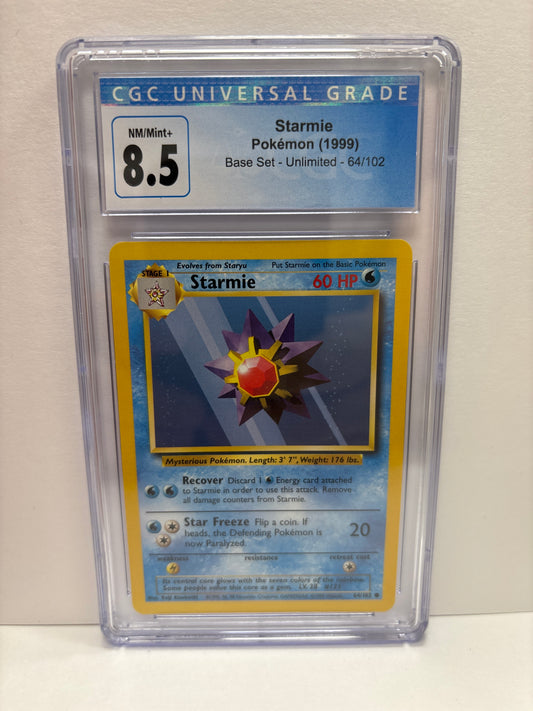 CGC UNIVERSAL GRADE
NM/Mint+
8.5
Starmie
Pokémon (1999)
Base Set - Unlimited - 64/102
Evolves from Staryu
Put Starmie on the Basic Pokémon
STAGE 1
Starmie
60 HP
Mysterious Pokémon. Length: 3' 7", Weight: 176 lbs.
Recover Discard 1 Energy card attached
to Starmie in order to use this attack. Remove
all damage counters from Starmie.
Star Freeze Flip a coin. If
heads, the Defending Pokémon is
now Paralyzed.
20
weakness
resistance
retreat cost
Its central core glows with the seven colors of the rainbow.
Some people value this core as a gem. LV. 28
64/102